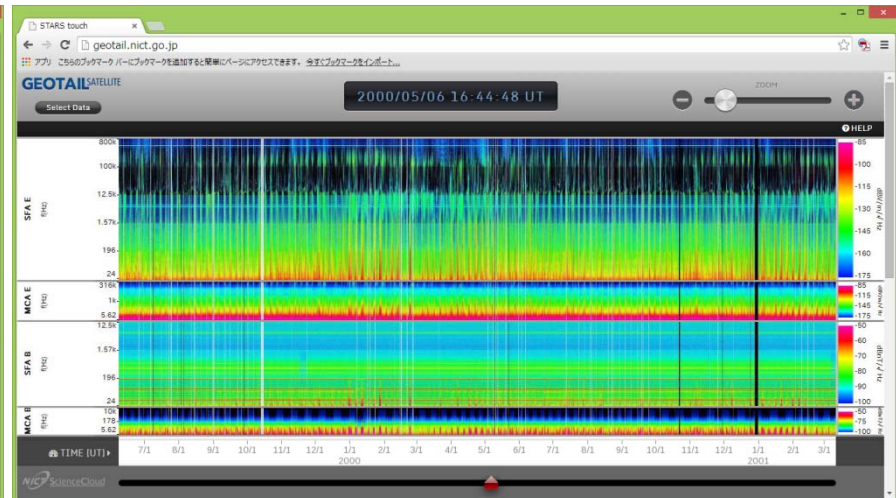 STARS touch
geotail.nict.go.jp
アプリ こちらのブックマーク バーにブックマークを追加すると簡単にページにアクセスできます。 今すぐブックマークをインポート...
GEOTAIL SATELLITE
Select Data
2000/05/06 16:44:48 UT
ZOOM
HELP
SFA E
f(Hz)
800k
100k
12.5k
1.57k
196
24
-85
-100
-115
-130
-145
-160
-175
MCA E
f(Hz)
316k
1k
5.62
-85
-115
-145
-175
SFA B
f(Hz)
12.5k
1.57k
196
24
-50
-60
-70
-80
-90
-100
MCA B
f(Hz)
10k
178
5.62
-50
-75
-100
TIME [UT]
7/1 8/1 9/1 10/1 11/1 12/1 1/1 2/1 3/1 4/1 5/1 6/1 7/1 8/1 9/1 10/1 11/1 12/1 1/1 2/1 3/1
2000 2001
NICT ScienceCloud